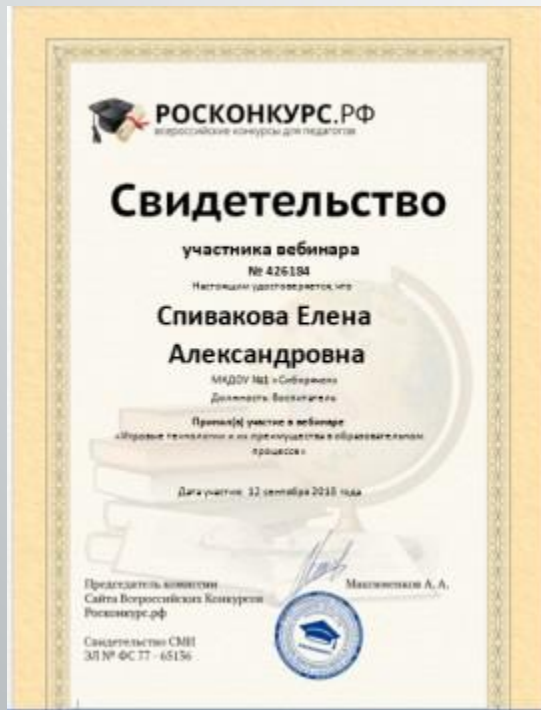 РОСКОНКУРС.РФ
всероссийские конкурсы для педагогов
Свидетельство
участника вебинара
№ 426184
Настоящим удостоверяется, что
Спивакова Елена
Александровна
МКДОУ №1 «Сибирячок»
Должность: Воспитатель
Принял(а) участие в вебинаре
«Игровые технологии и их преимущества в образовательном
процессе»
Дата участия: 12 сентября 2018 года
Председатель комиссии
Сайта Всероссийских Конкурсов
Росконкурс.рф
Максименков А. А.
Свидетельство СМИ
ЭЛ № ФС 77 - 65136